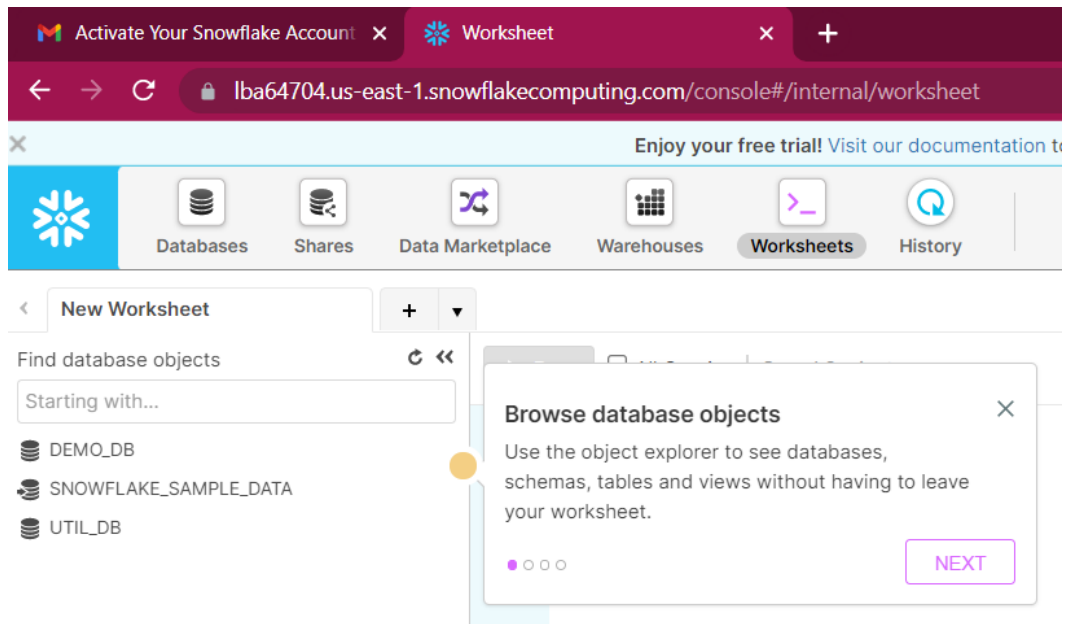 Activate Your Snowflake Account
Worksheet
lba64704.us-east-1.snowflakecomputing.com/console#/internal/worksheet
Enjoy your free trial! Visit our documentation to
Databases
Shares
Data Marketplace
Warehouses
Worksheets
History
New Worksheet
Find database objects
Starting with...
DEMO_DB
SNOWFLAKE_SAMPLE_DATA
UTIL_DB
Browse database objects
Use the object explorer to see databases,
schemas, tables and views without having to leave
your worksheet.
NEXT